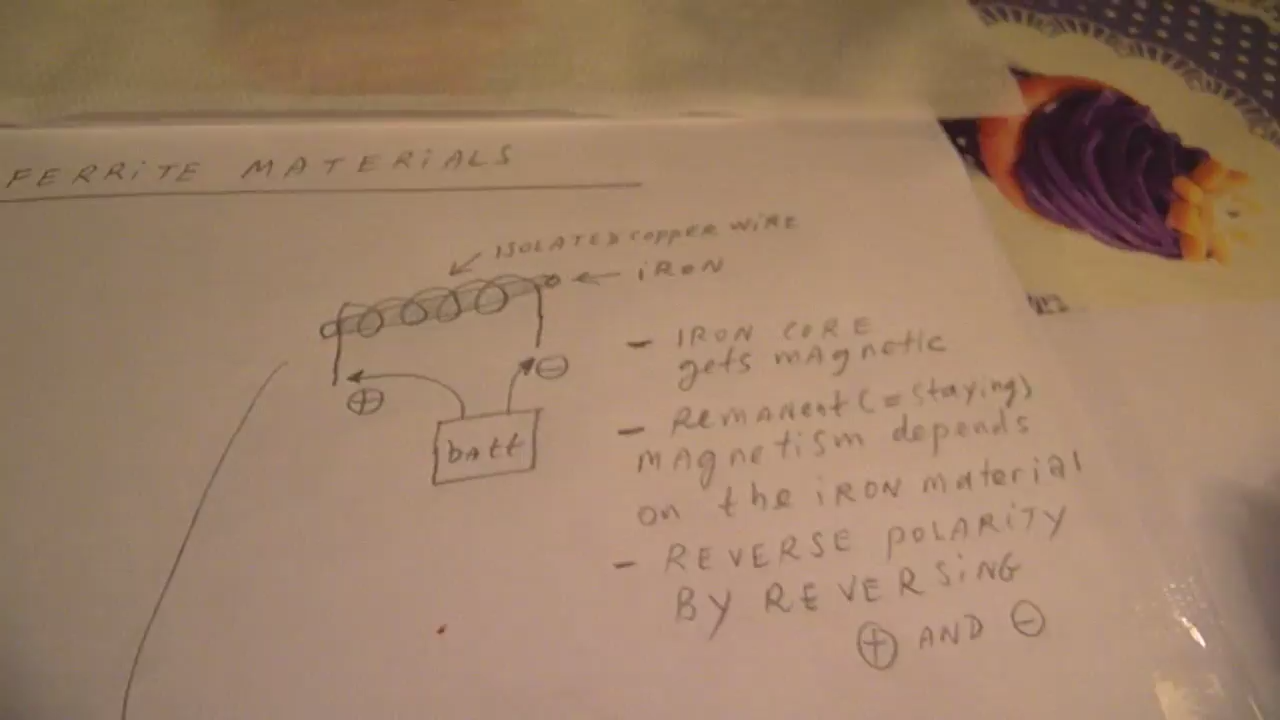 FERRiTE MATERiALS
ISOLATED COPPER WiRE
iRON
- IRON CORE
gets mAgnetic
+
-
batt
- REMANent (= staying)
mAgnetism depends
on the iRON material
- REVERSE POLARiTY
BY REVERSiNG
+ AND -